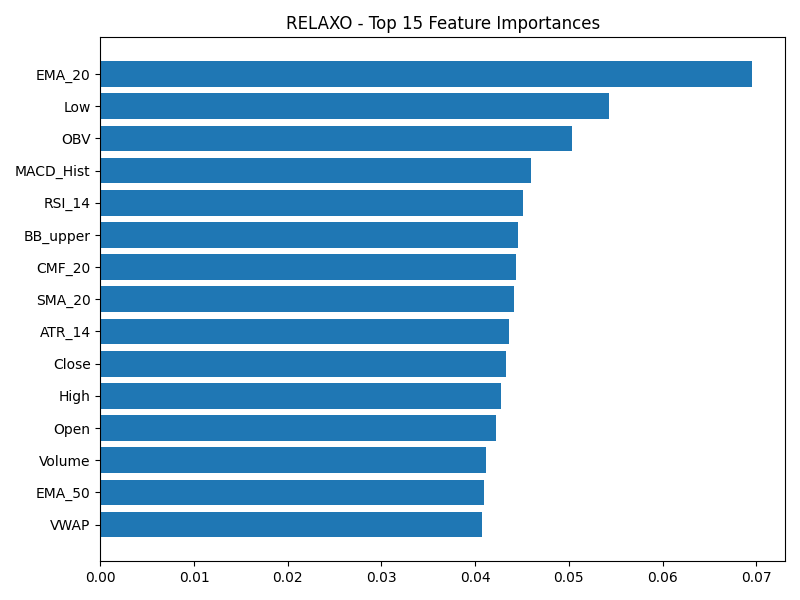 RELAXO - Top 15 Feature Importances
EMA_20
Low
OBV
MACD_Hist
RSI_14
BB_upper
CMF_20
SMA_20
ATR_14
Close
High
Open
Volume
EMA_50
VWAP
0.00 0.01 0.02 0.03 0.04 0.05 0.06 0.07